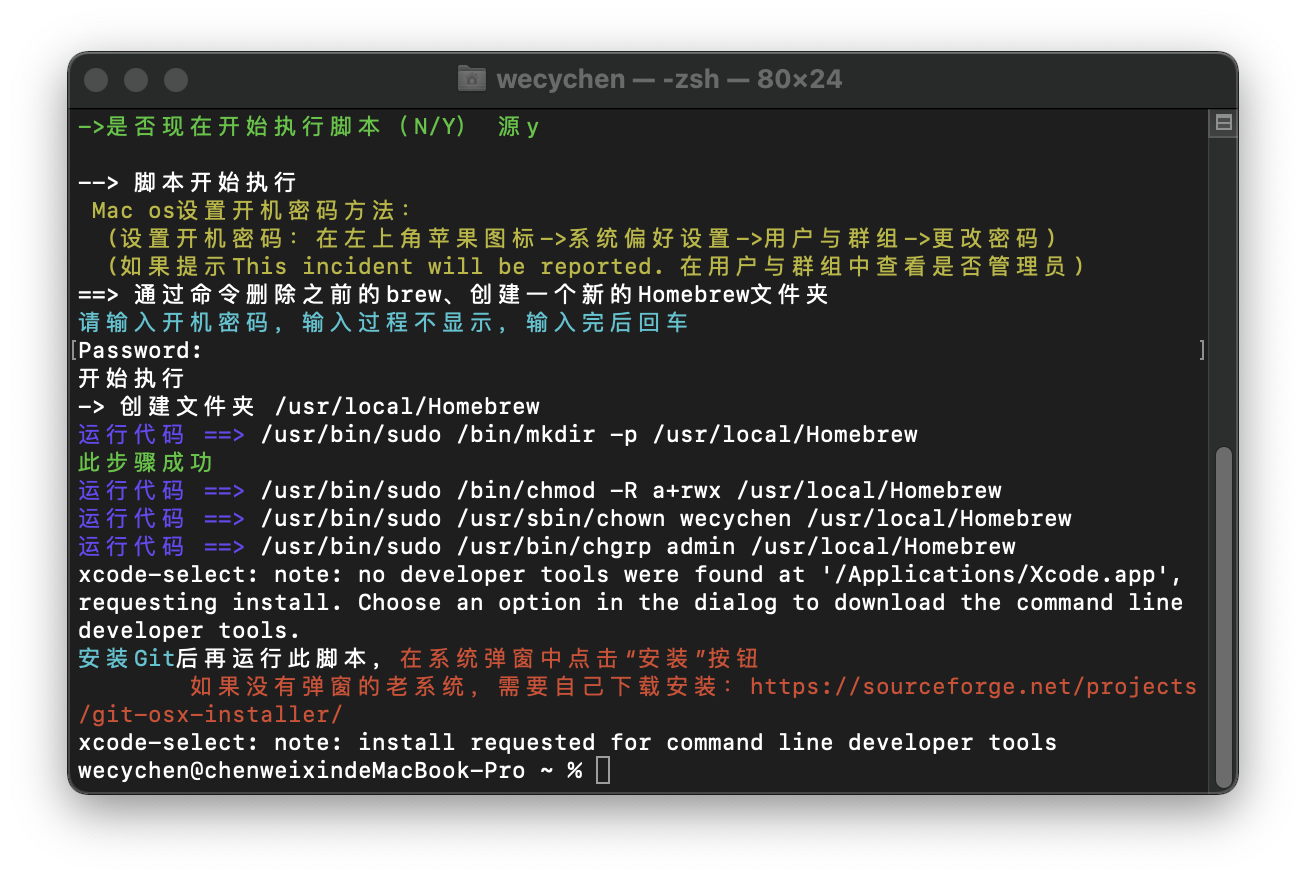 wecychen — -zsh — 80×24
->是否现在开始执行脚本（N/Y） 源y
--> 脚本开始执行
Mac os设置开机密码方法：
（设置开机密码：在左上角苹果图标->系统偏好设置->用户与群组->更改密码）
（如果提示This incident will be reported. 在用户与群组中查看是否管理员）
==> 通过命令删除之前的brew、创建一个新的Homebrew文件夹
请输入开机密码，输入过程不显示，输入完后回车
[Password: ]
开始执行
-> 创建文件夹 /usr/local/Homebrew
运行代码 ==> /usr/bin/sudo /bin/mkdir -p /usr/local/Homebrew
此步骤成功
运行代码 ==> /usr/bin/sudo /bin/chmod -R a+rwx /usr/local/Homebrew
运行代码 ==> /usr/bin/sudo /usr/sbin/chown wecychen /usr/local/Homebrew
运行代码 ==> /usr/bin/sudo /usr/bin/chgrp admin /usr/local/Homebrew
xcode-select: note: no developer tools were found at '/Applications/Xcode.app',
requesting install. Choose an option in the dialog to download the command line
developer tools.
安装Git后再运行此脚本，在系统弹窗中点击“安装”按钮
如果没有弹窗的老系统，需要自己下载安装：https://sourceforge.net/projects
/git-osx-installer/
xcode-select: note: install requested for command line developer tools
wecychen@chenweixindeMacBook-Pro ~ %